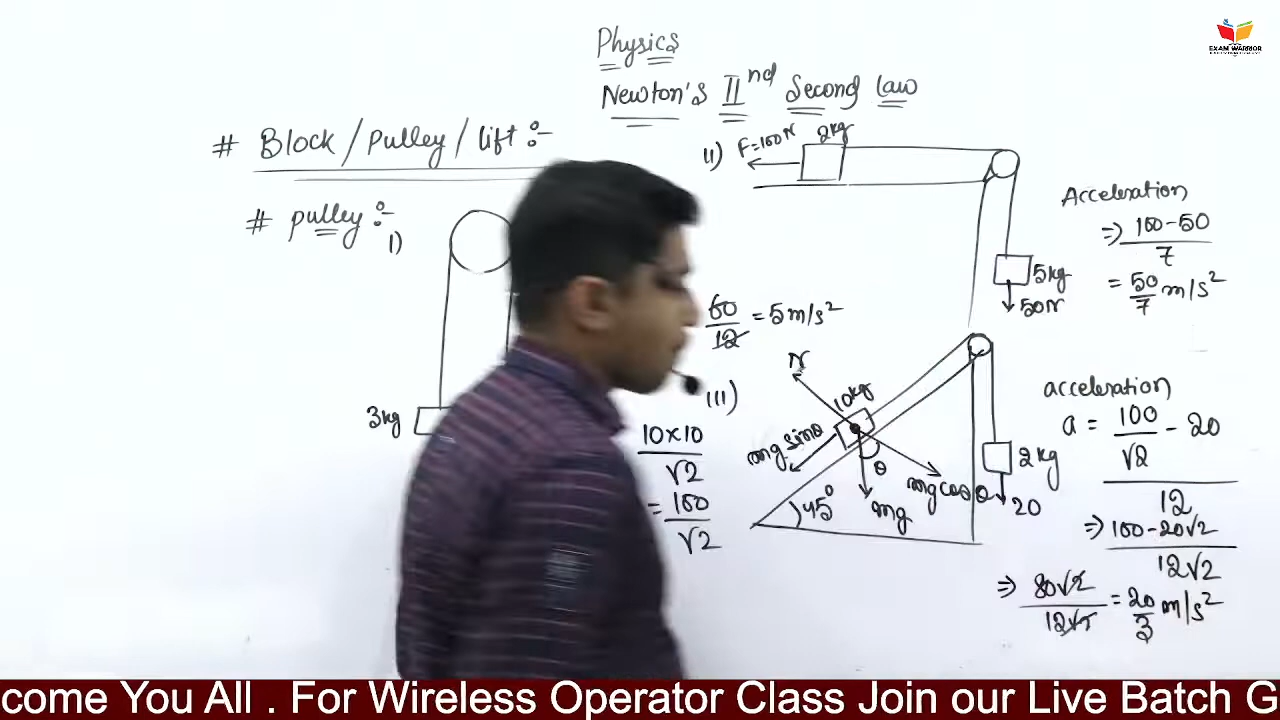 Physics
Newton's IInd Second Law
# Block / Pulley / lift :-
# pulley :-
I)
3kg
60/12 = 5 m/s²
II)
F=100N
2kg
5kg
50N
Acceleration
⇒ 100-50/7
= 50/7 m/s²
III)
10×10/√2
= 100/√2
N
10kg
mg sinθ
θ
mg cosθ
mg
45°
2kg
20
acceleration
a = 100/√2 - 20
12
⇒ 100-20√2/12√2
⇒ 80√2/12√2 = 20/3 m/s²
EXAM WARRIOR
come You All . For Wireless Operator Class Join our Live Batch G